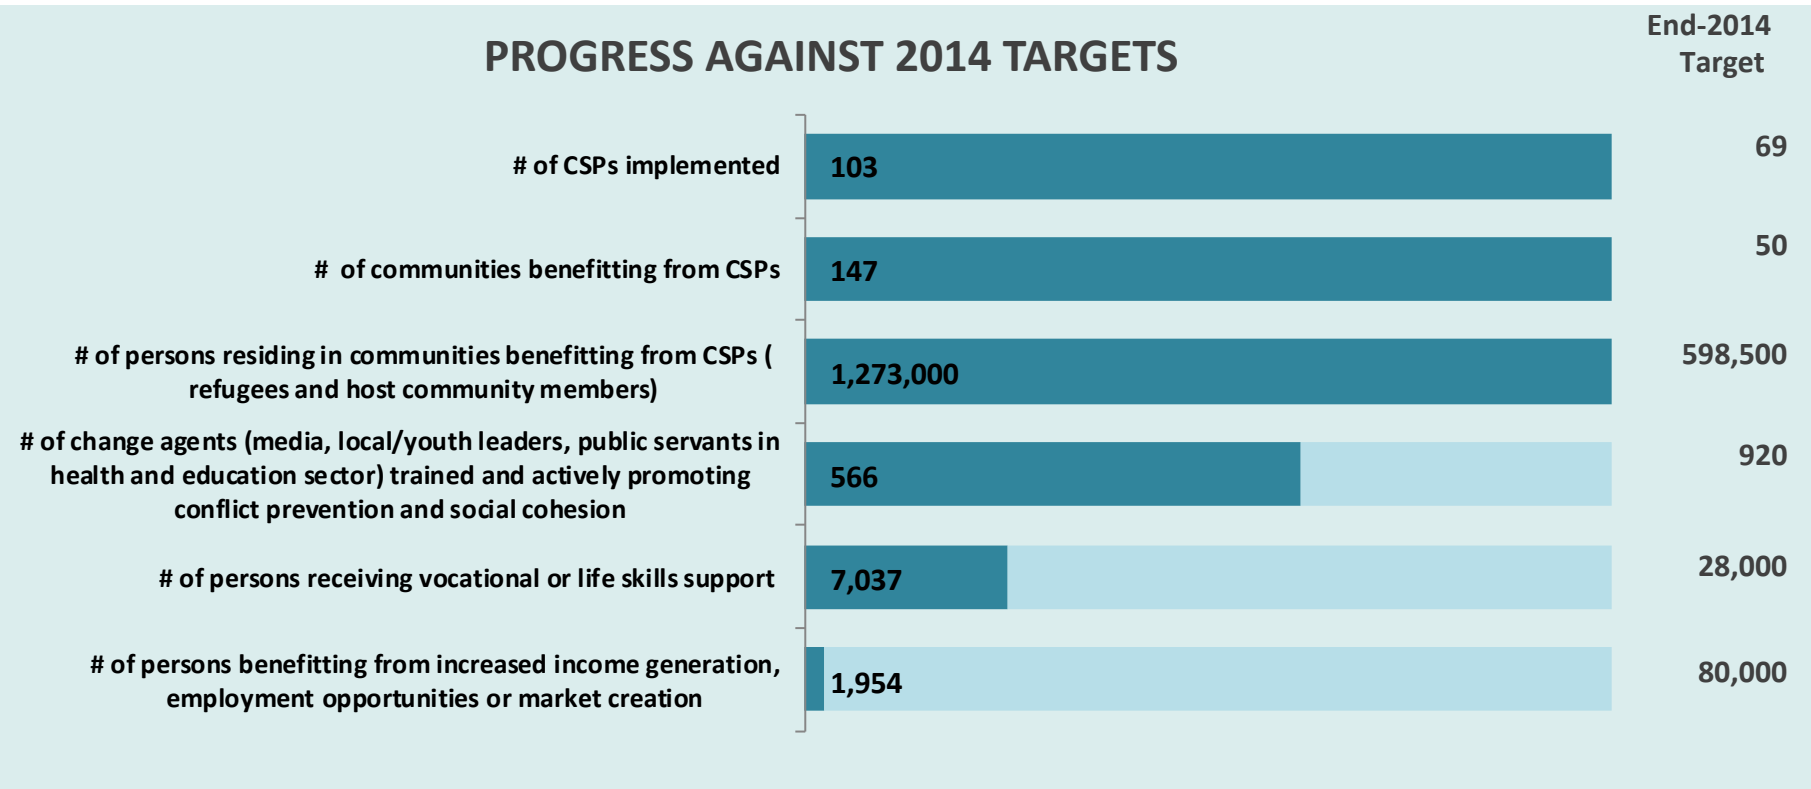 PROGRESS AGAINST 2014 TARGETS
End-2014
Target
# of CSPs implemented
103
69
# of communities benefitting from CSPs
147
50
# of persons residing in communities benefitting from CSPs (
refugees and host community members)
1,273,000
598,500
# of change agents (media, local/youth leaders, public servants in
health and education sector) trained and actively promoting
conflict prevention and social cohesion
566
920
# of persons receiving vocational or life skills support
7,037
28,000
# of persons benefitting from increased income generation,
employment opportunities or market creation
1,954
80,000